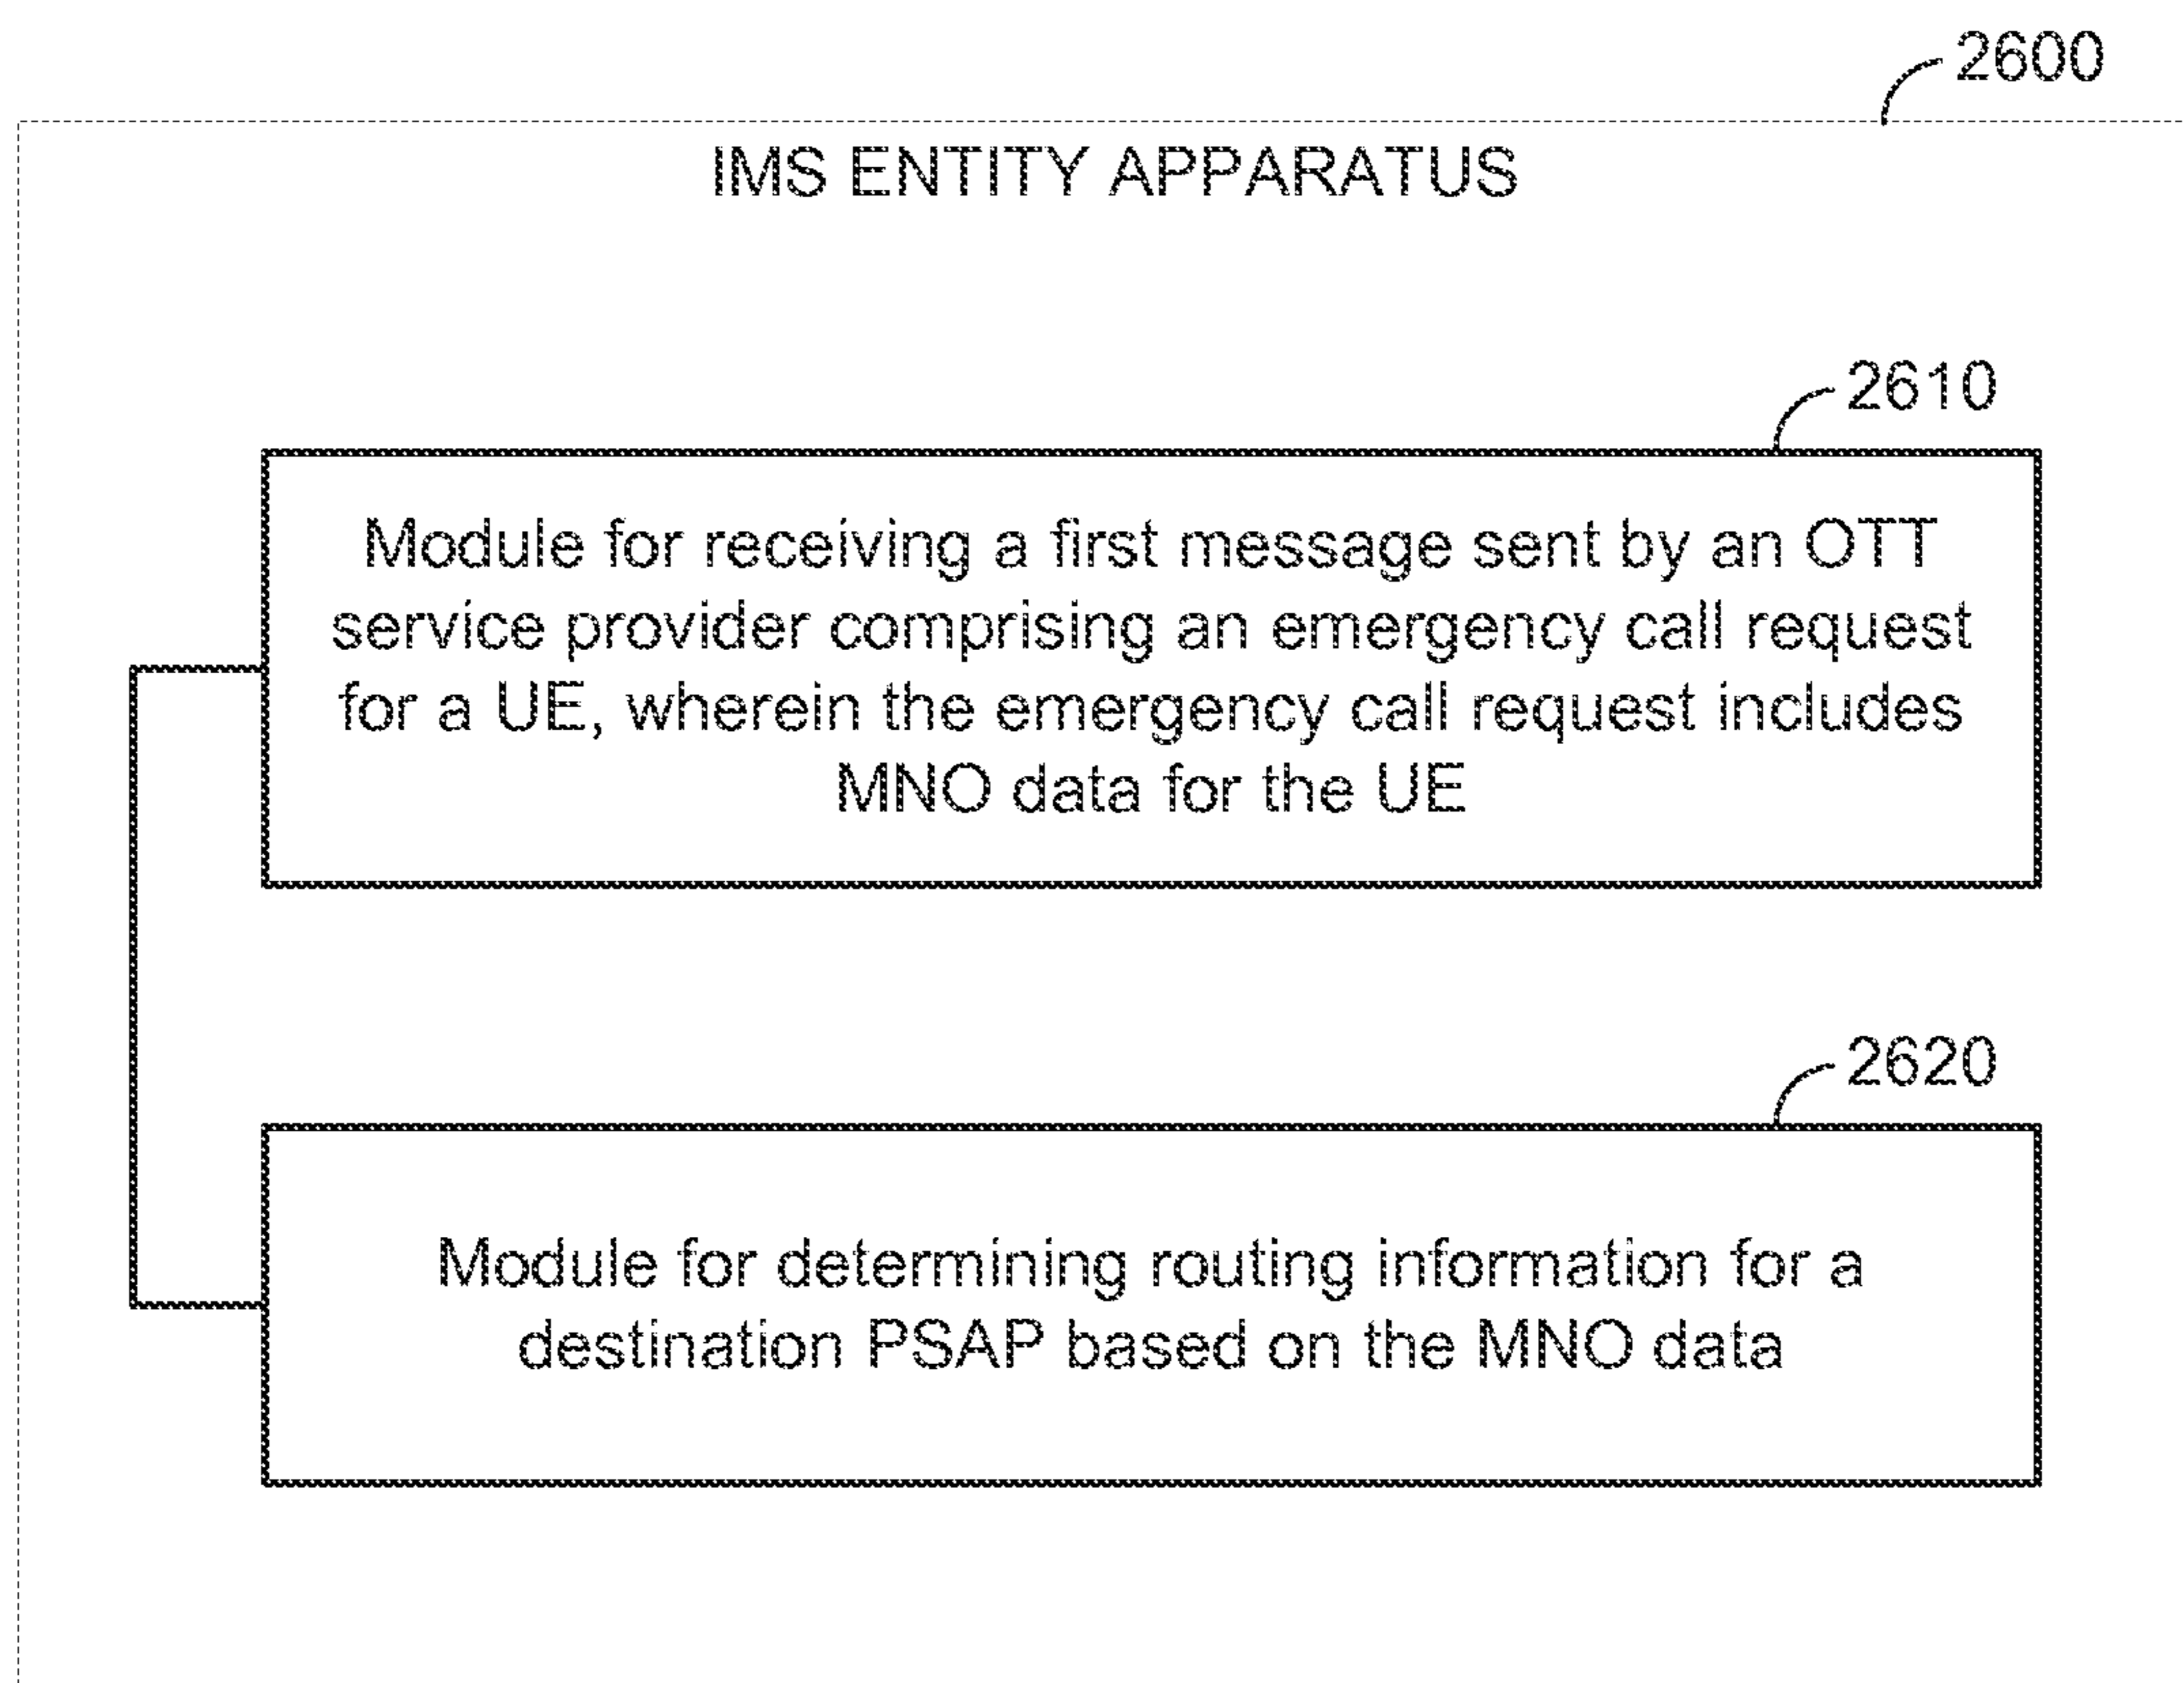 2600
IMS ENTITY APPARATUS
2610
Module for receiving a first message sent by an OTT
service provider comprising an emergency call request
for a UE, wherein the emergency call request includes
MNO data for the UE
2620
Module for determining routing information for a
destination PSAP based on the MNO data